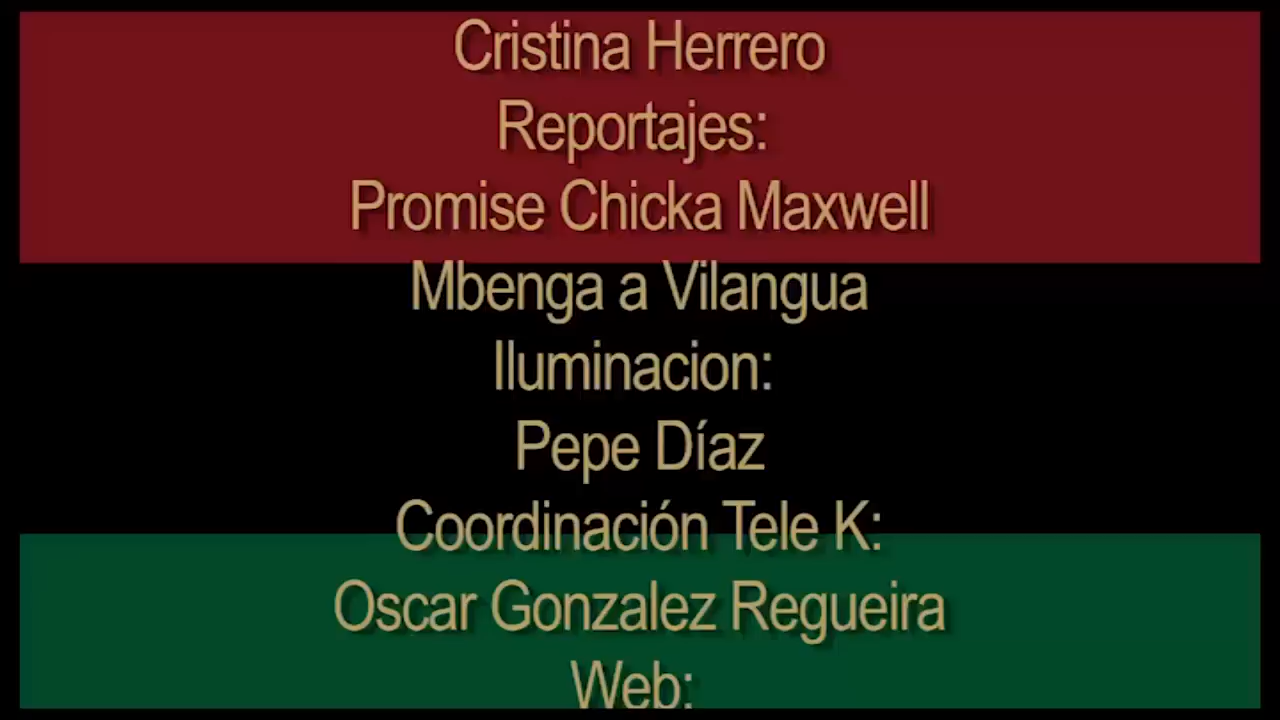 Cristina Herrero
Reportajes:
Promise Chicka Maxwell
Mbenga a Vilangua
Iluminacion:
Pepe Díaz
Coordinación Tele K:
Oscar Gonzalez Regueira
Web: